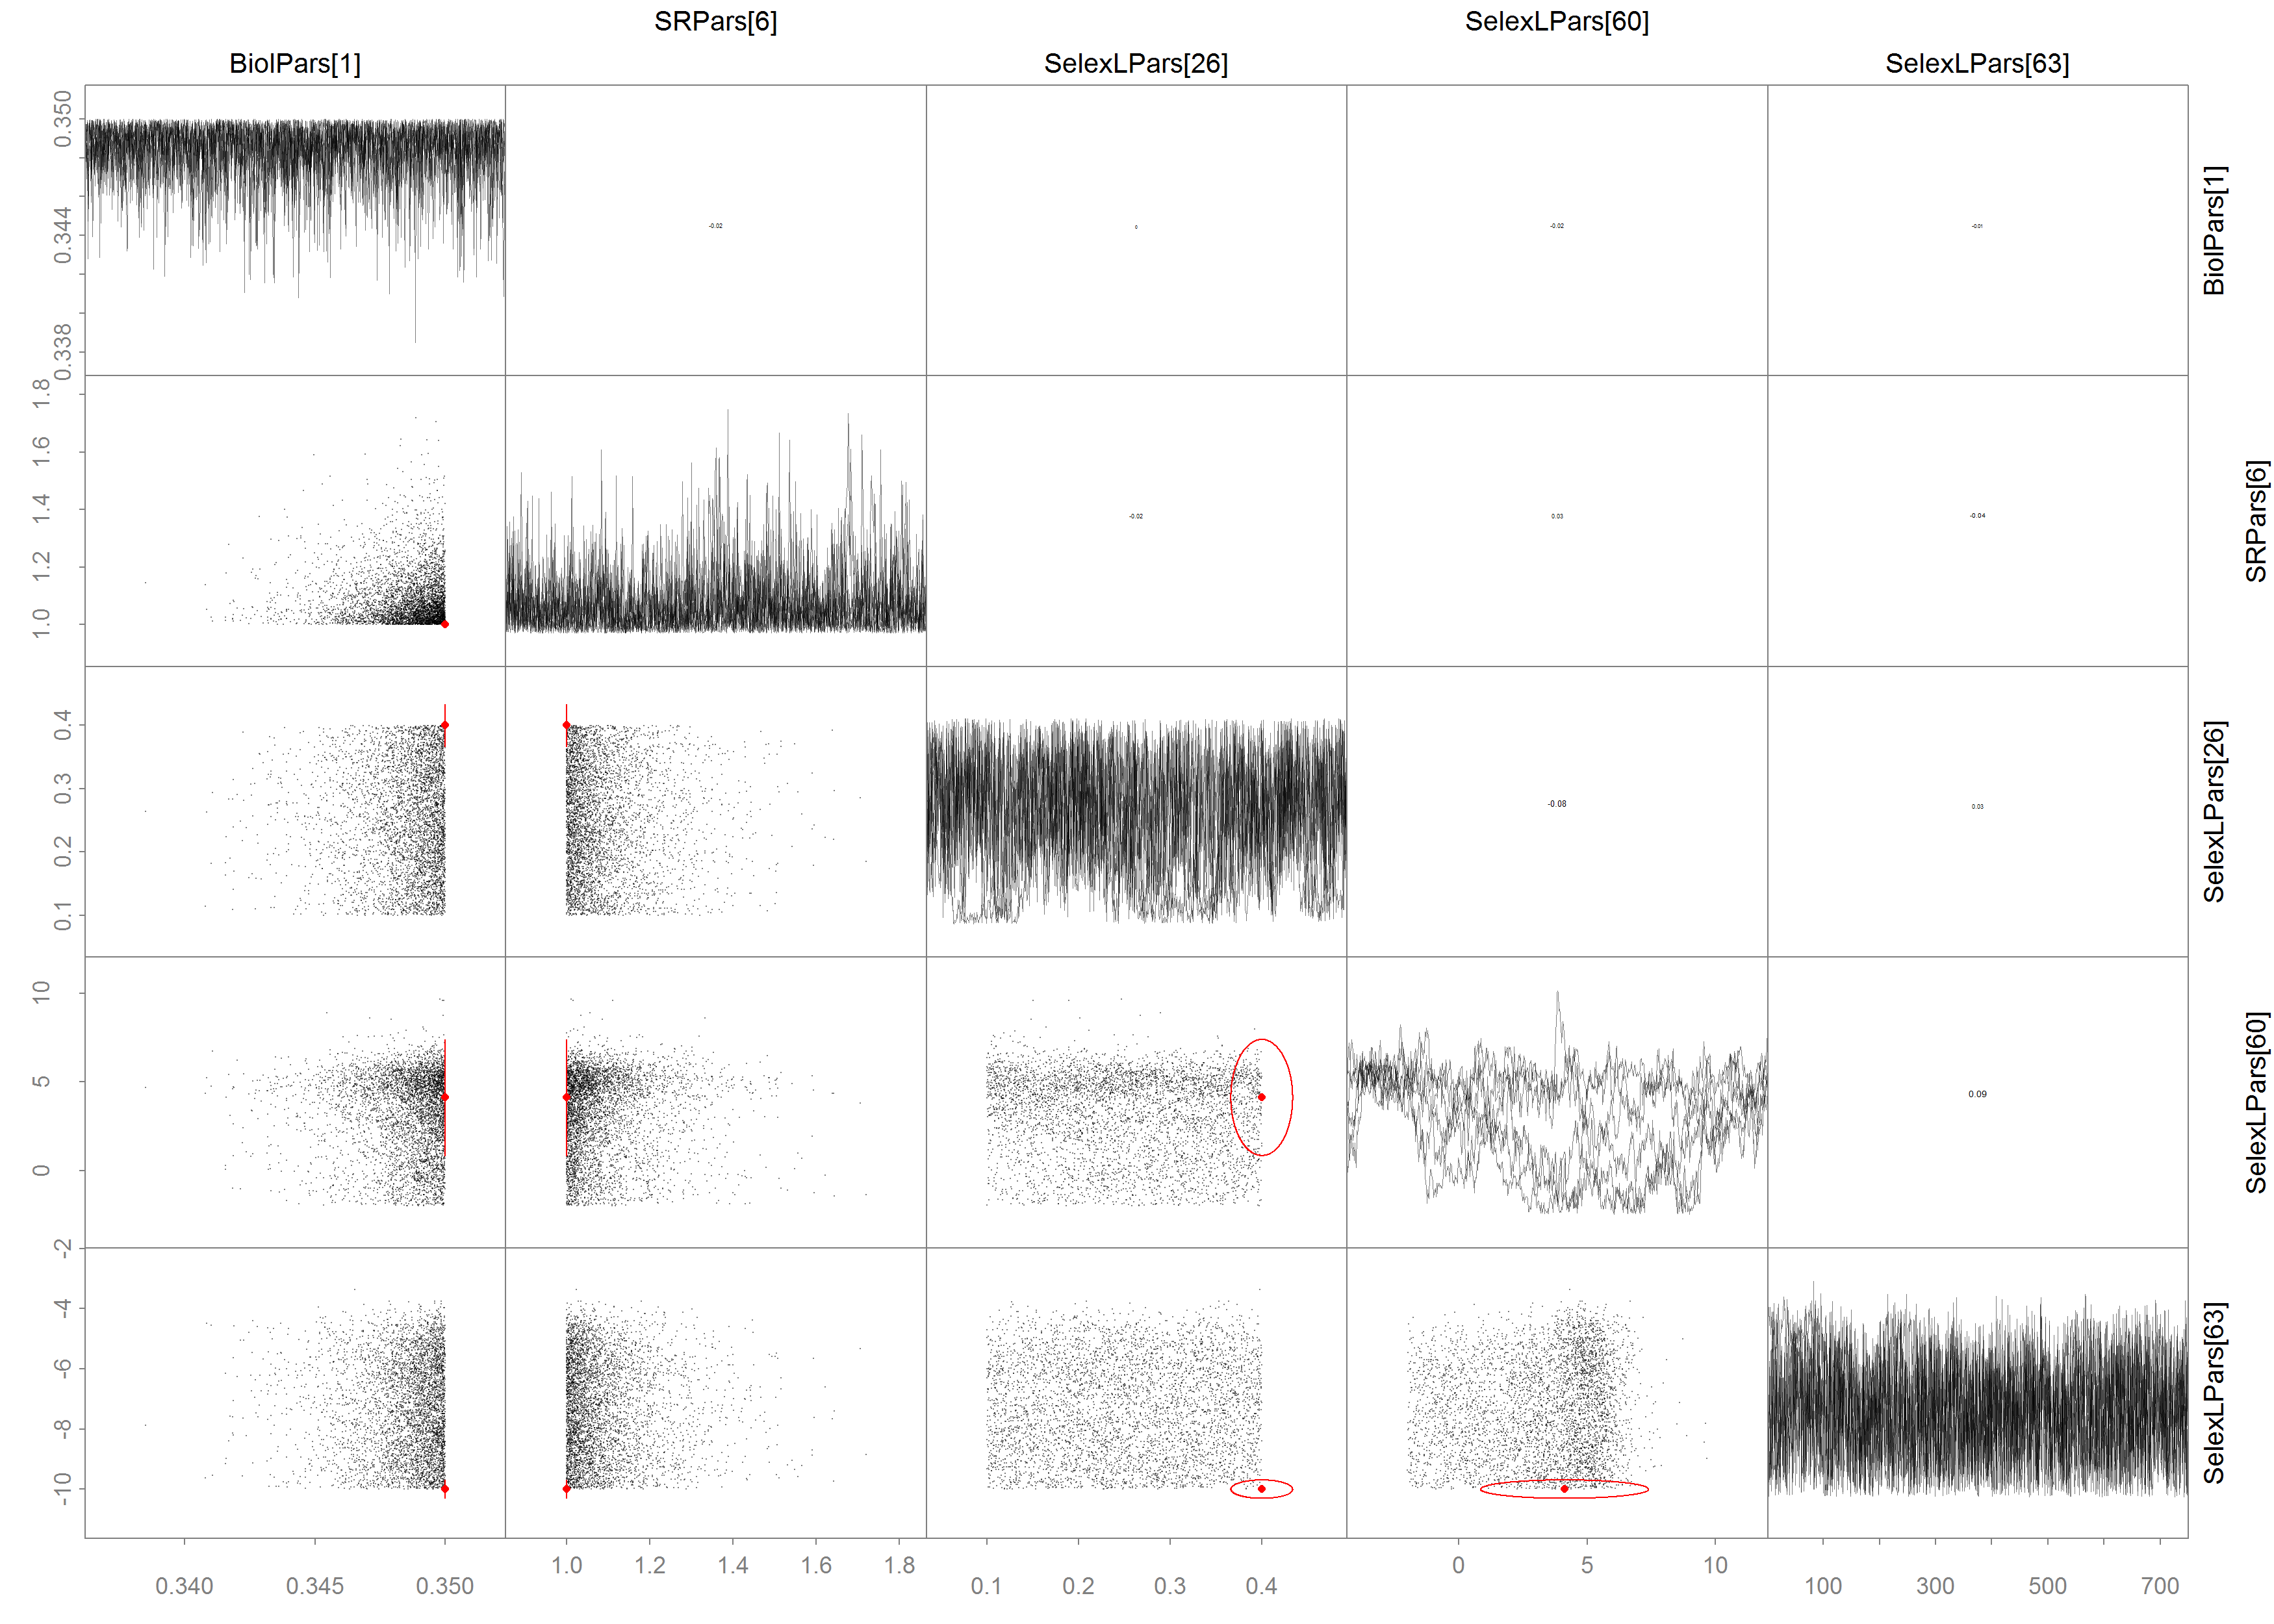 SRPars[6] SelexLPars[60]
BiolPars[1] SelexLPars[26] SelexLPars[63]
0.338 0.344 0.350
-0.02 0 -0.02 -0.01
BiolPars[1]
1.0 1.2 1.4 1.6 1.8
-0.02 0.03 -0.04
SRPars[6]
0.1 0.2 0.3 0.4
-0.08 0.03
SelexLPars[26]
0 5 10
0.09
SelexLPars[60]
-10 -8 -6 -4 -2
SelexLPars[63]
1.0 1.2 1.4 1.6 1.8 0 5 10
0.340 0.345 0.350 0.1 0.2 0.3 0.4 100 300 500 700